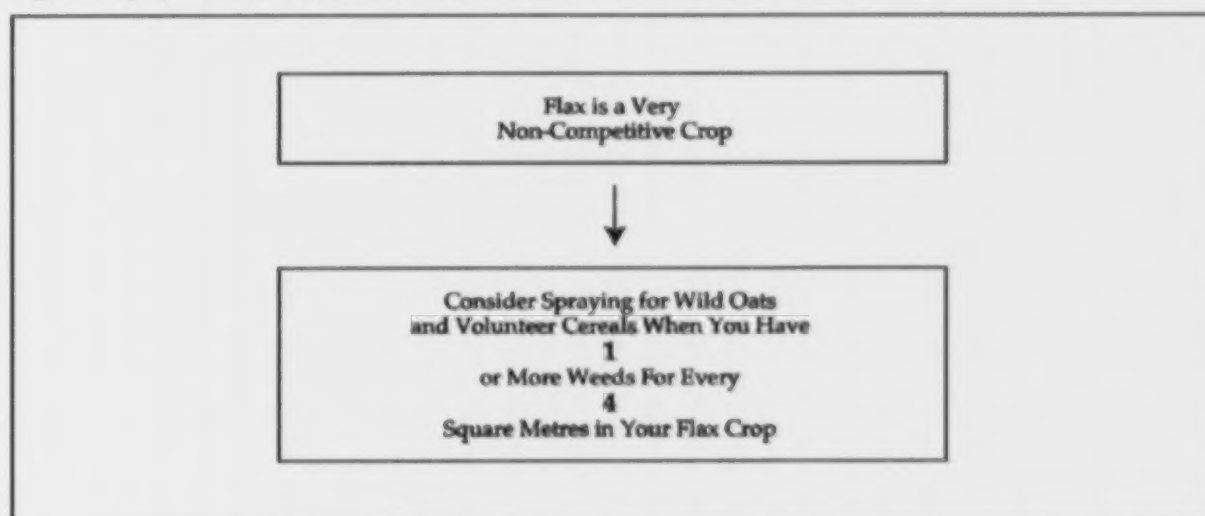 Flax is a Very
Non-Competitive Crop
Consider Spraying for Wild Oats
and Volunteer Cereals When You Have
1
or More Weeds For Every
4
Square Metres in Your Flax Crop